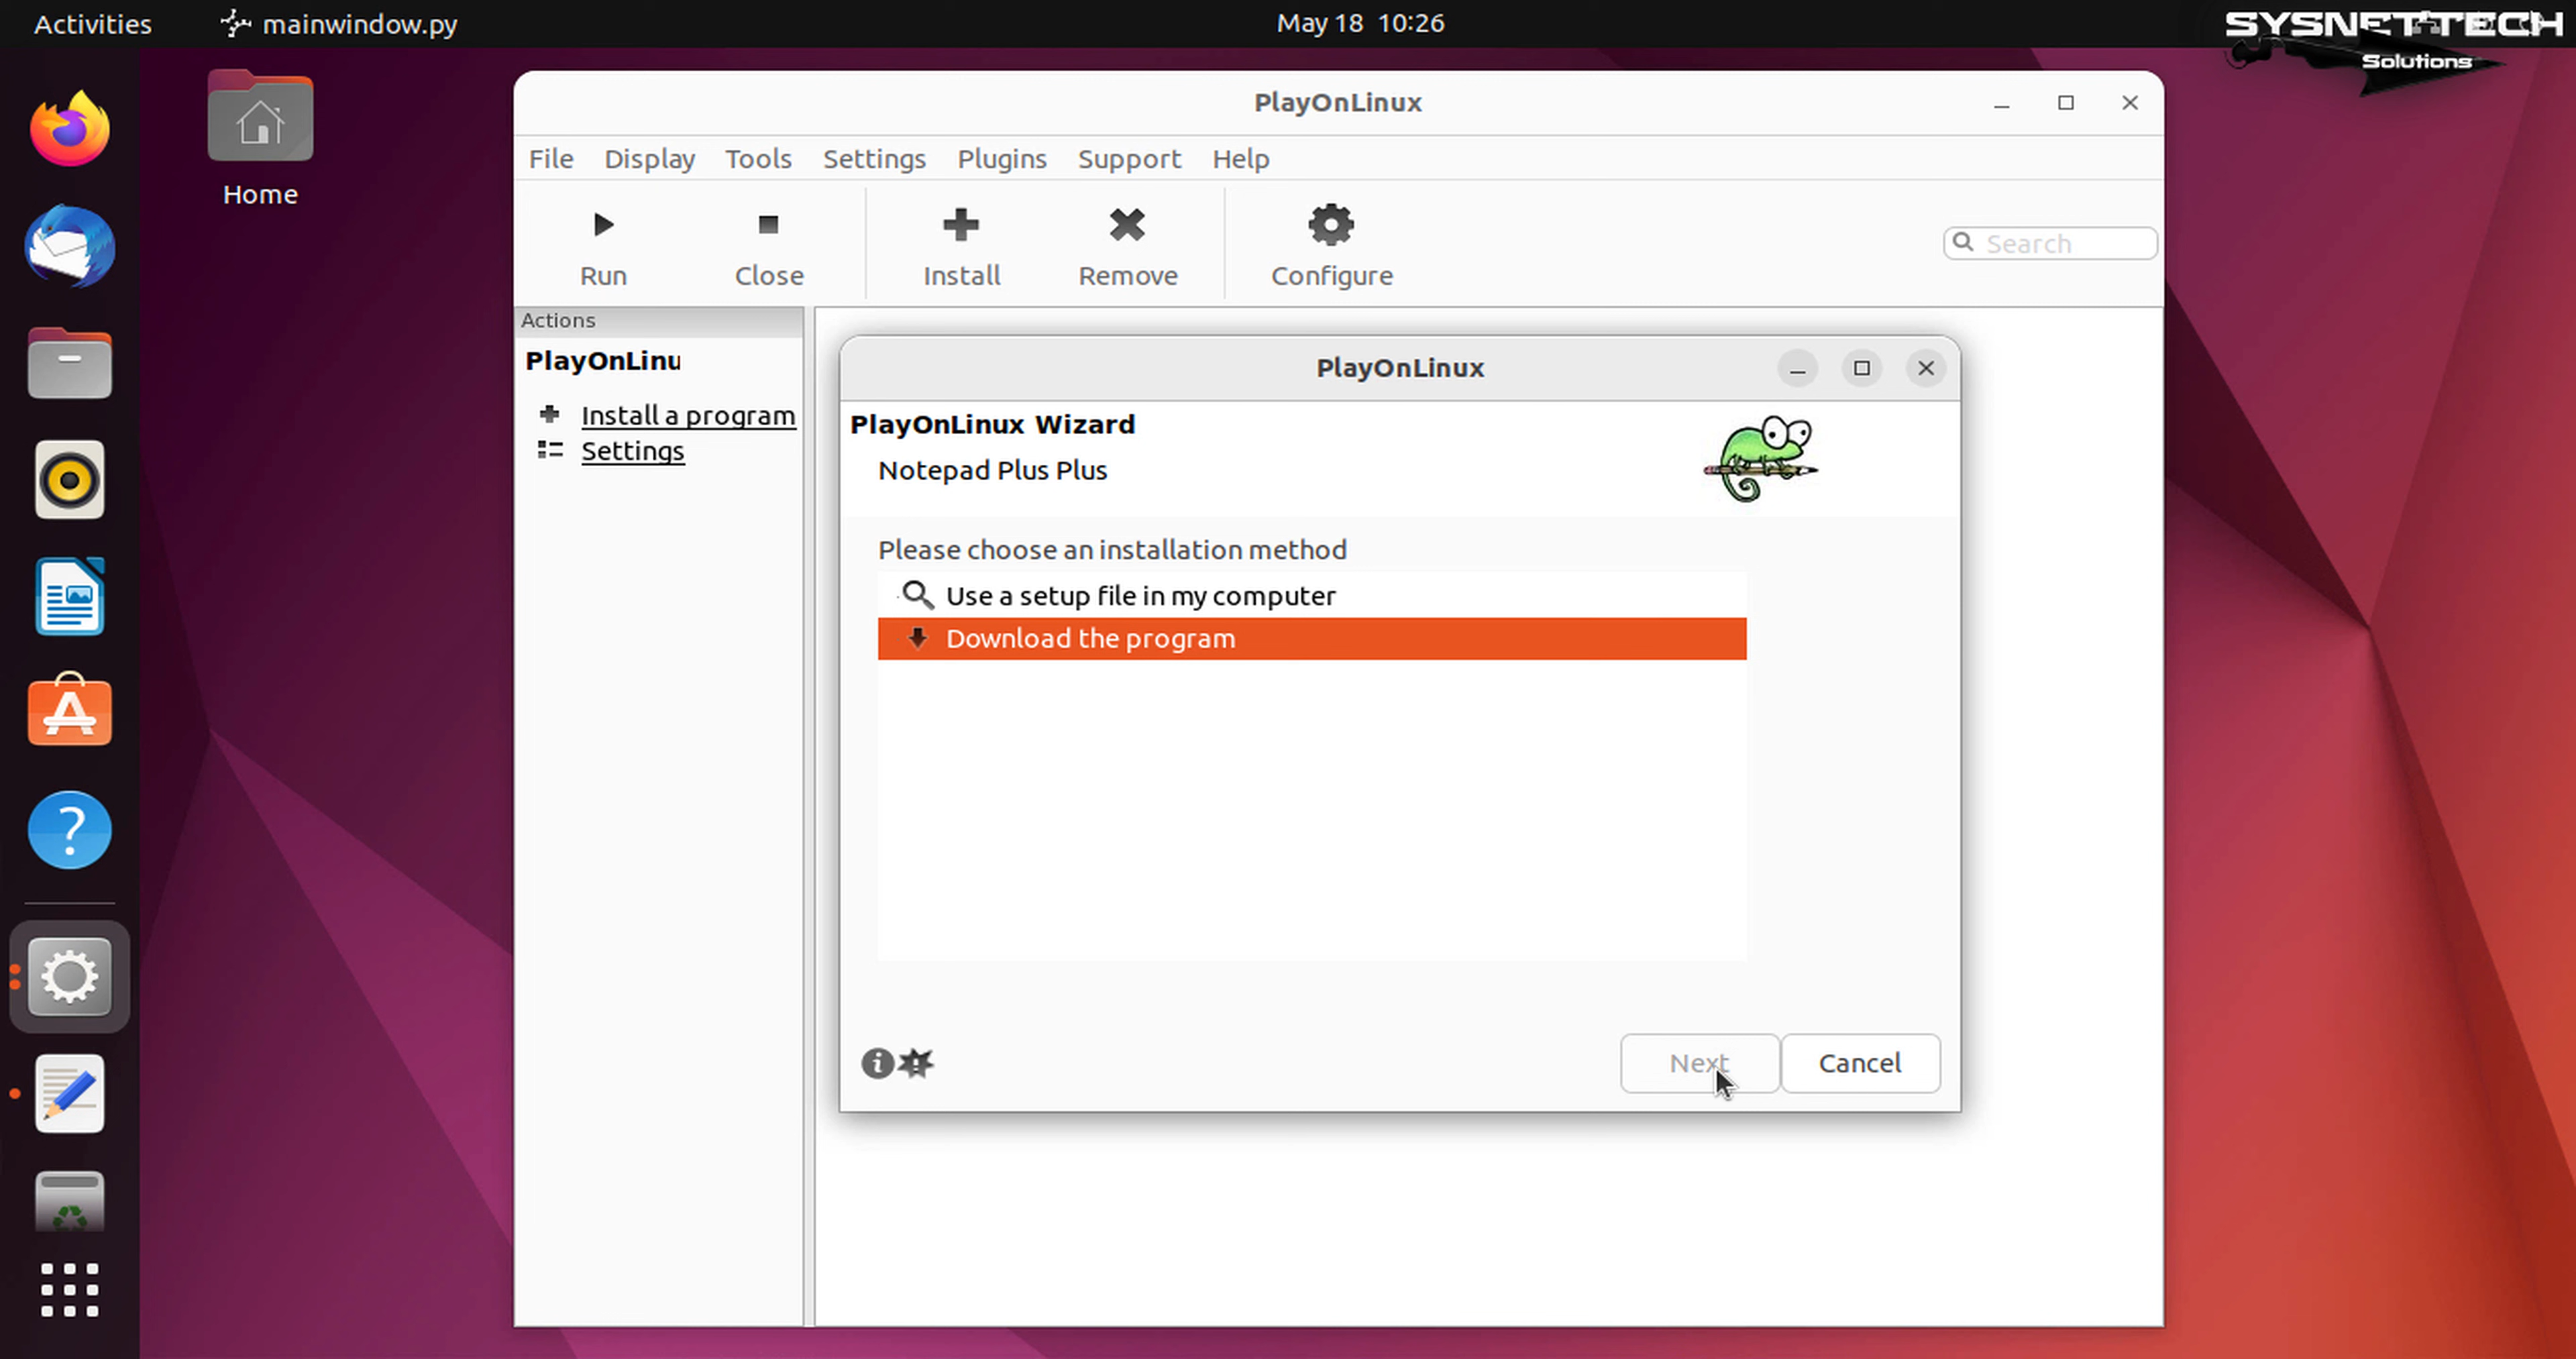 Activities
mainwindow.py
May 18 10:26
SYSNETTECH
Solutions
Home
PlayOnLinux
File Display Tools Settings Plugins Support Help
Run Close Install Remove Configure
Search
Actions
PlayOnLinu
Install a program
Settings
PlayOnLinux
PlayOnLinux Wizard
Notepad Plus Plus
Please choose an installation method
Use a setup file in my computer
Download the program
Next Cancel